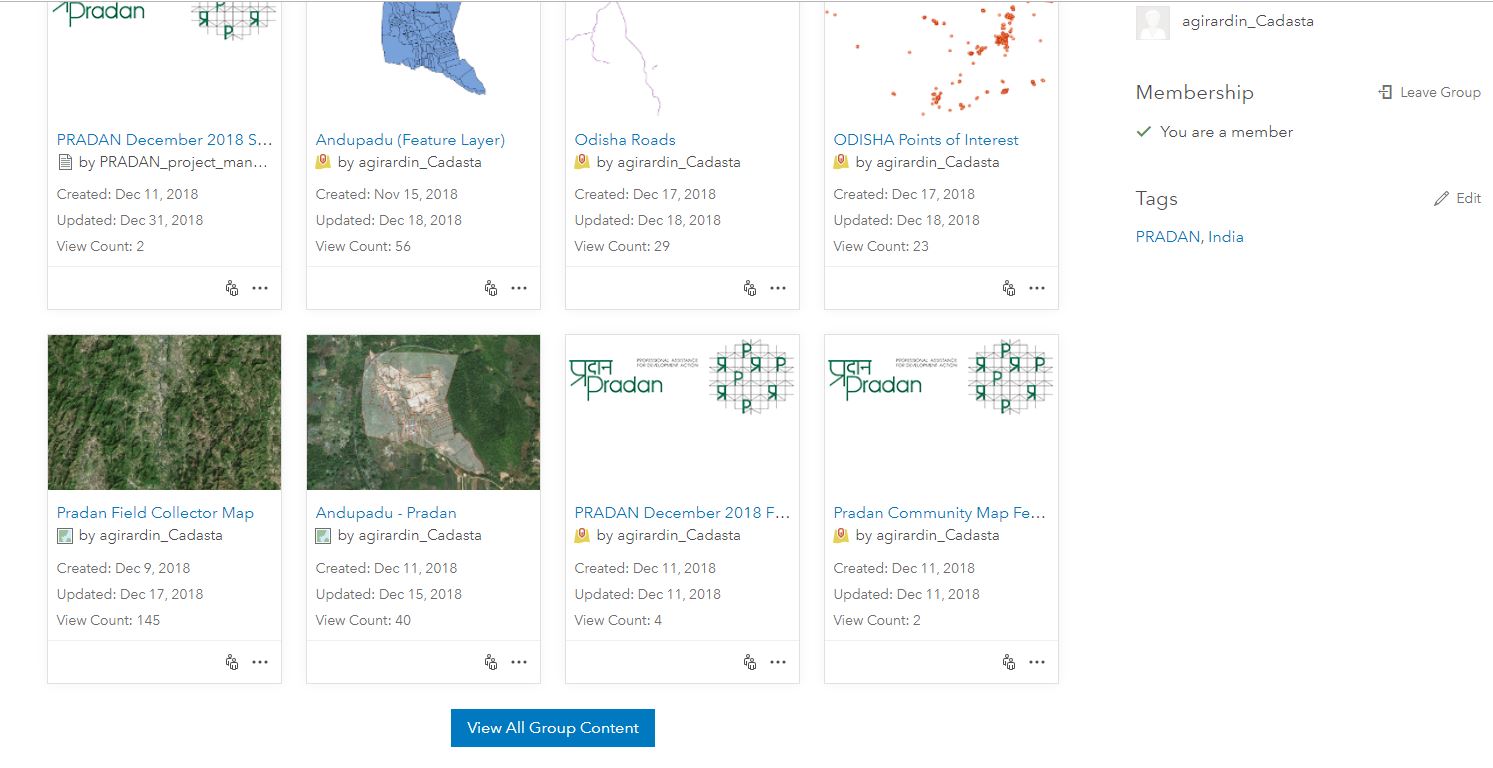 Pradan
P
agirardin_Cadasta
Membership
Leave Group
You are a member
Tags
Edit
PRADAN, India
PRADAN December 2018 S...
by PRADAN_project_man...
Created: Dec 11, 2018
Updated: Dec 31, 2018
View Count: 2
Andupadu (Feature Layer)
by agirardin_Cadasta
Created: Nov 15, 2018
Updated: Dec 18, 2018
View Count: 56
Odisha Roads
by agirardin_Cadasta
Created: Dec 17, 2018
Updated: Dec 18, 2018
View Count: 29
ODISHA Points of Interest
by agirardin_Cadasta
Created: Dec 17, 2018
Updated: Dec 18, 2018
View Count: 23
Pradan Field Collector Map
by agirardin_Cadasta
Created: Dec 9, 2018
Updated: Dec 17, 2018
View Count: 145
Andupadu - Pradan
by agirardin_Cadasta
Created: Dec 11, 2018
Updated: Dec 15, 2018
View Count: 40
प्रदान
Pradan
PROFESSIONAL ASSISTANCE
FOR DEVELOPMENT ACTION
PRADAN December 2018 F...
by agirardin_Cadasta
Created: Dec 11, 2018
Updated: Dec 11, 2018
View Count: 4
प्रदान
Pradan
PROFESSIONAL ASSISTANCE
FOR DEVELOPMENT ACTION
Pradan Community Map Fe...
by agirardin_Cadasta
Created: Dec 11, 2018
Updated: Dec 11, 2018
View Count: 2
View All Group Content